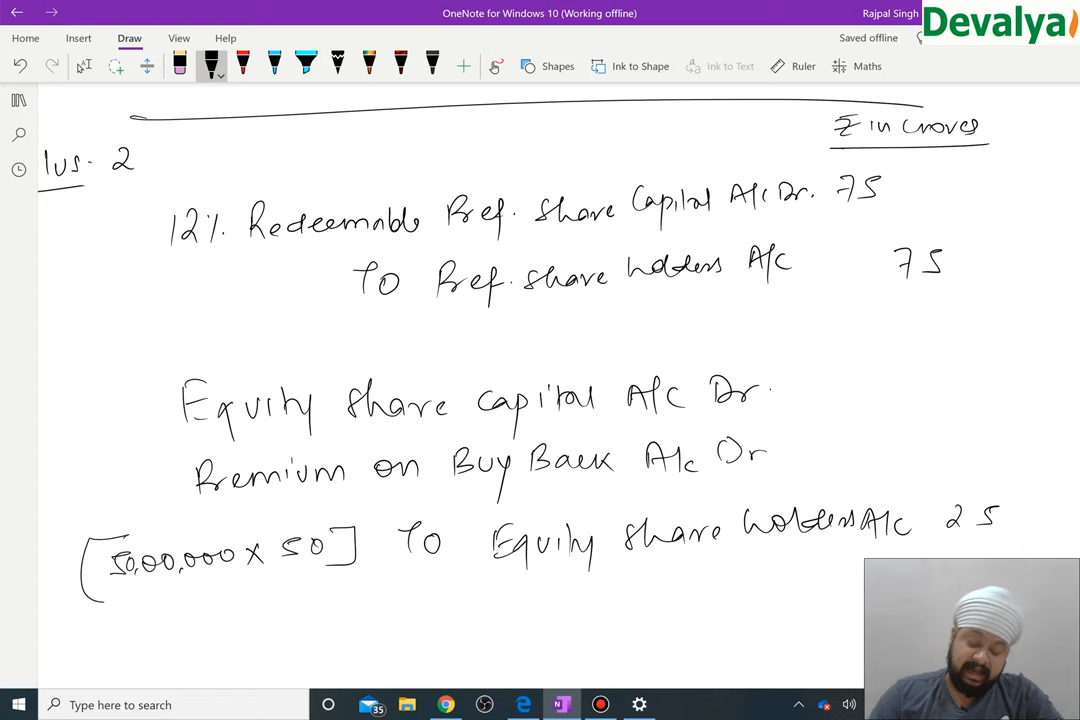 OneNote for Windows 10 (Working offline)
Rajpal Singh
Devalya
Home Insert Draw View Help
Saved offline
Shapes Ink to Shape Ink to Text Ruler Maths
₹ in crores
Ius. 2
12% Redeemable Pref. Share Capital A/c Dr. 75
To Pref. share holders A/c 75
Equity share capital A/c Dr.
Premium on Buy Back A/c Dr
[50,00,000 x 50] To Equity share holders A/c 25
Type here to search
35